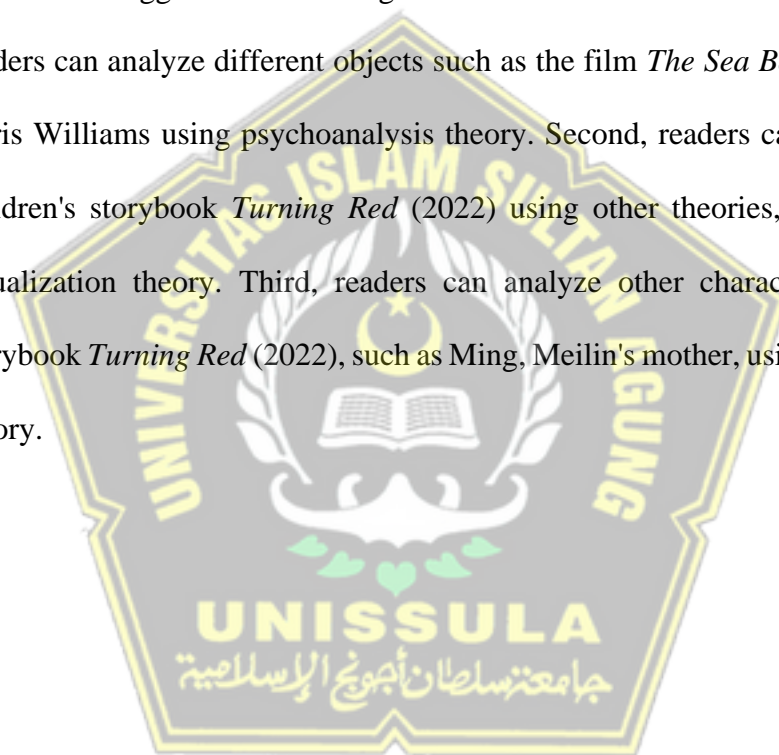 ders can analyze different objects such as the film The Sea B
ris Williams using psychoanalysis theory. Second, readers ca
ldren's storybook Turning Red (2022) using other theories,
ualization theory. Third, readers can analyze other charac
rybook Turning Red (2022), such as Ming, Meilin's mother, usi
ory.
UNIVERSITAS ISLAM SULTAN AGUNG
UNISSULA
جامعة سلطان أجونج الإسلامية